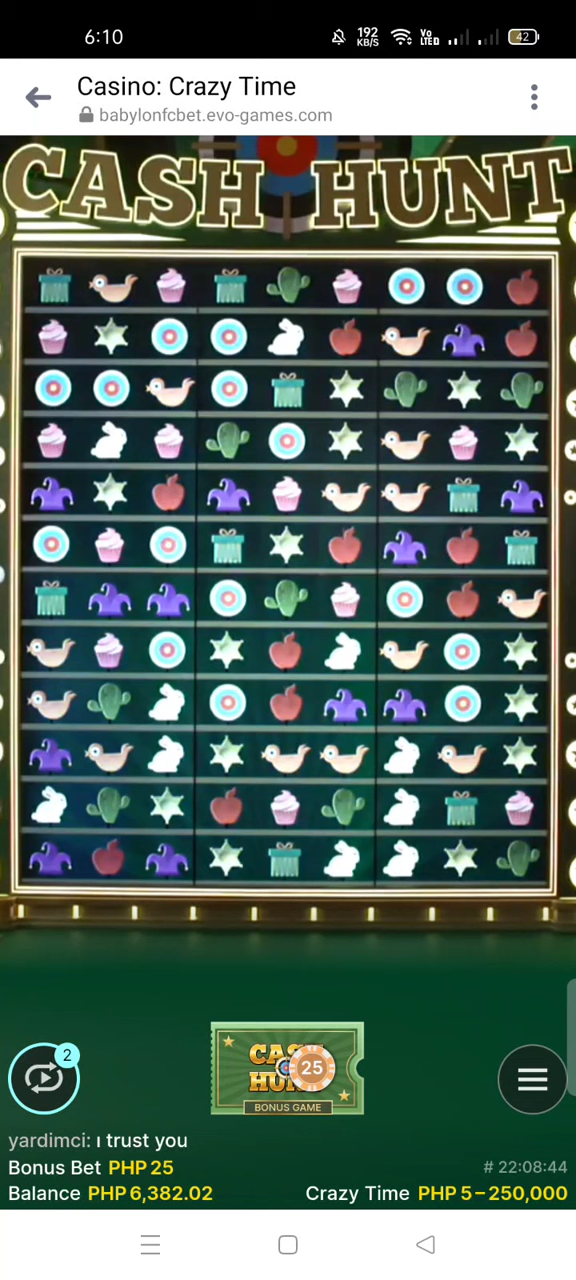 6:10
192 KB/S
Vo LTED
42
Casino: Crazy Time
babylonfcbet.evo-games.com
CASH HUNT
2
CASH
25
HUNT
BONUS GAME
yardimci: ı trust you
Bonus Bet PHP 25
# 22:08:44
Balance PHP 6,382.02
Crazy Time PHP 5–250,000